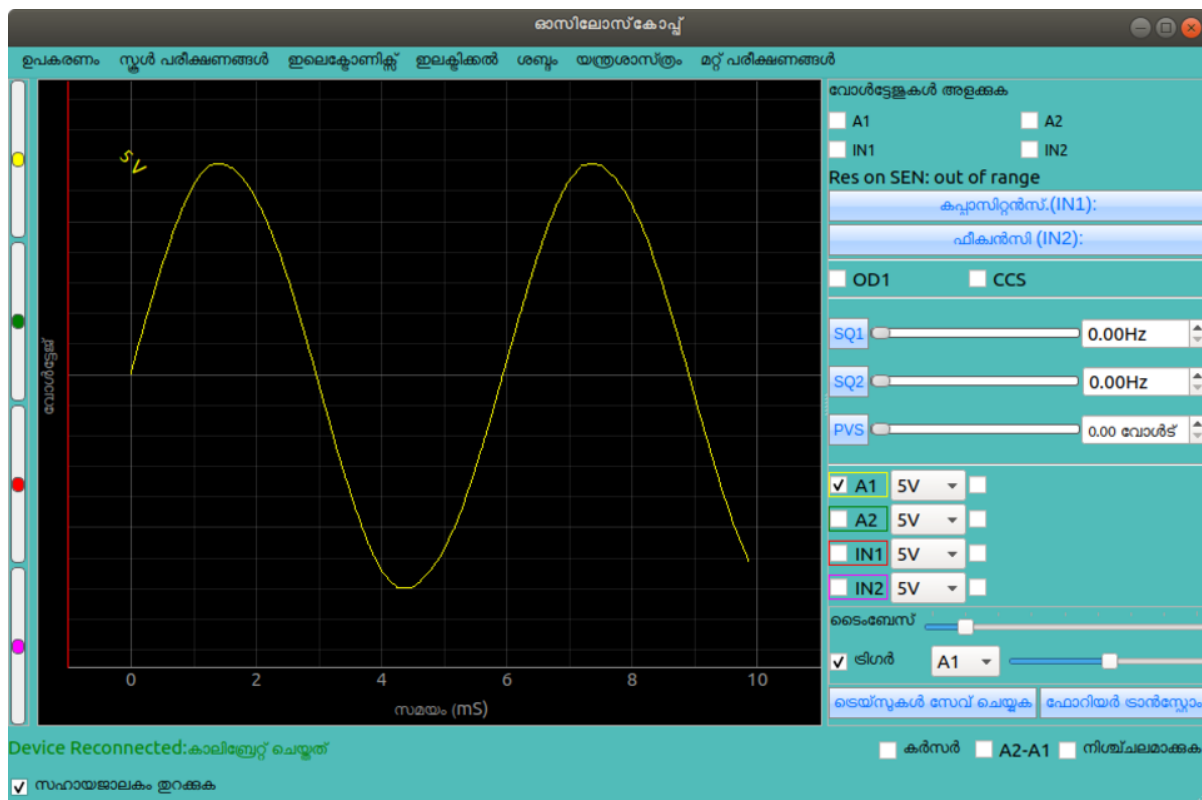 ഓസിലോസ്കോപ്പ്
ഉപകരണം സ്കൂൾ പരീക്ഷണങ്ങൾ ഇലെക്ട്രോണിക്സ് ഇലക്ട്രിക്കൽ ശബ്ദം യന്ത്രശാസ്ത്രം മറ്റ് പരീക്ഷണങ്ങൾ
വോൾട്ടേജുകൾ അളക്കുക
A1 A2
IN1 IN2
Res on SEN: out of range
കപ്പാസിറ്റൻസ്.(IN1):
ഫ്രീക്വൻസി (IN2):
OD1 CCS
SQ1 0.00Hz
SQ2 0.00Hz
PVS 0.00 വോൾട്
5 V
വോൾട്ടേജ്
A1 5V
A2 5V
IN1 5V
IN2 5V
ടൈംബേസ്
ട്രിഗർ A1
ട്രെയ്‌സുകൾ സേവ് ചെയ്യുക ഫോറിയർ ട്രാൻസ്ഫോം
0 2 4 6 8 10
സമയം (mS)
Device Reconnected:കാലിബ്രേറ്റ് ചെയ്തത്
കർസർ A2-A1 നിശ്ചലമാക്കുക
സഹായജാലകം തുറക്കുക